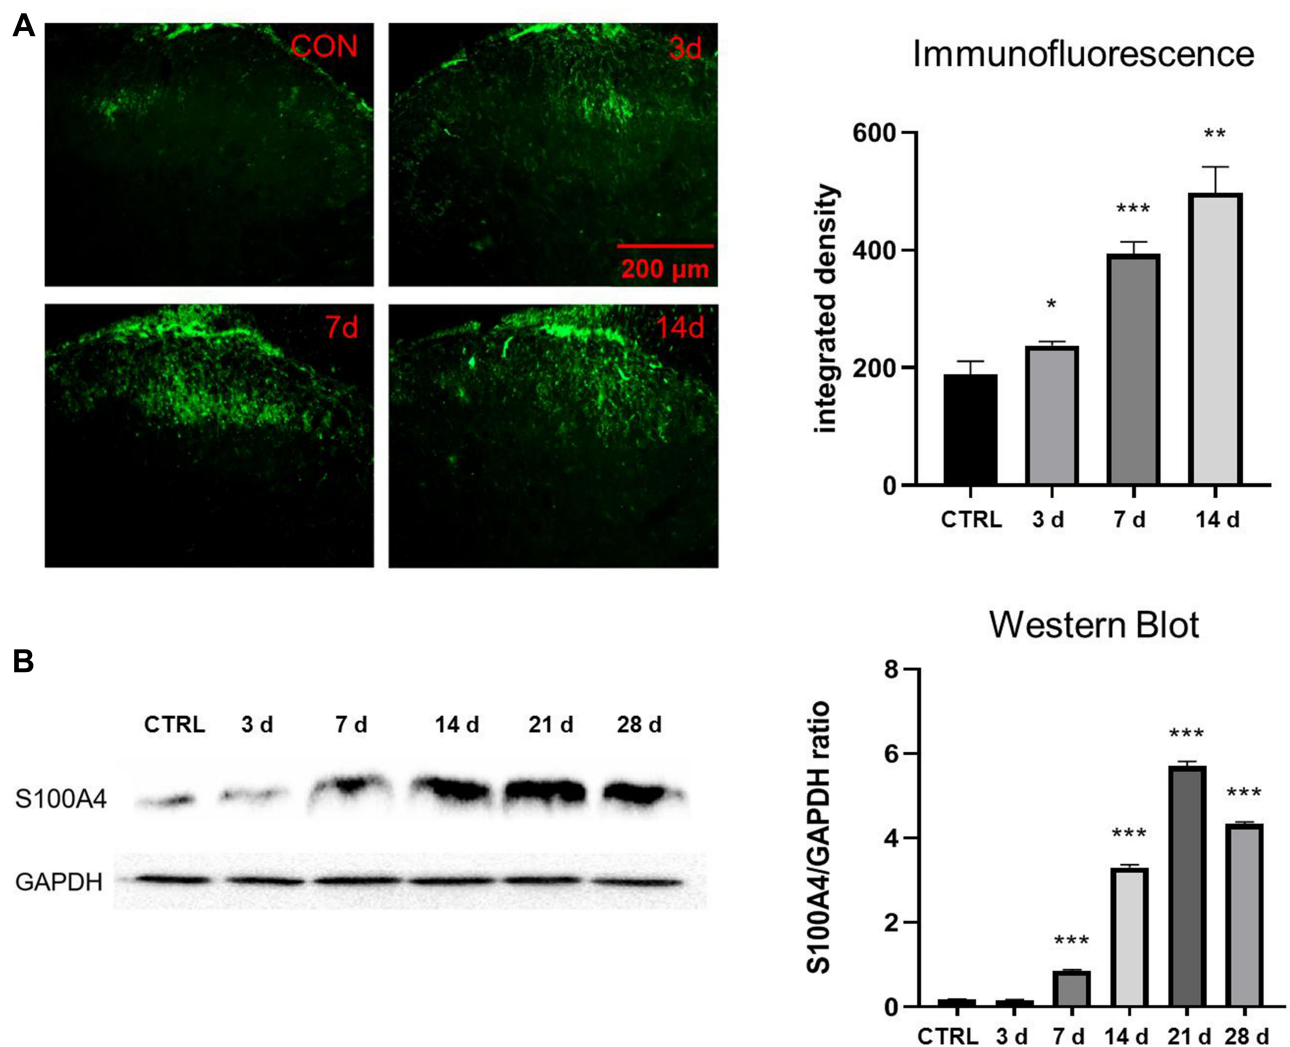 A
CON
3d
200 µm
7d
14d
Immunofluorescence
integrated density
600
400
200
0
*
***
**
CTRL 3 d 7 d 14 d
B
CTRL 3 d 7 d 14 d 21 d 28 d
S100A4
GAPDH
Western Blot
S100A4/GAPDH ratio
8
6
4
2
0
***
***
***
***
CTRL 3 d 7 d 14 d 21 d 28 d